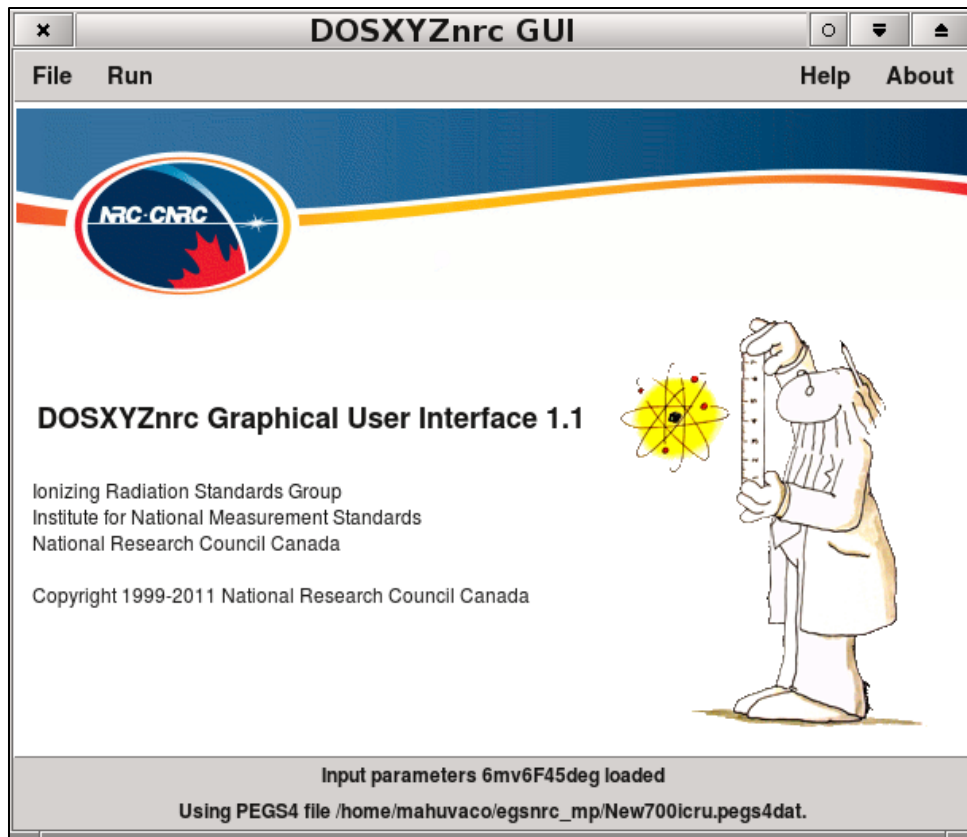 DOSXYZnrc GUI
File Run Help About
NRC·CNRC
DOSXYZnrc Graphical User Interface 1.1
Ionizing Radiation Standards Group
Institute for National Measurement Standards
National Research Council Canada
Copyright 1999-2011 National Research Council Canada
Input parameters 6mv6F45deg loaded
Using PEGS4 file /home/mahuvaco/egsnrc_mp/New700icru.pegs4dat.